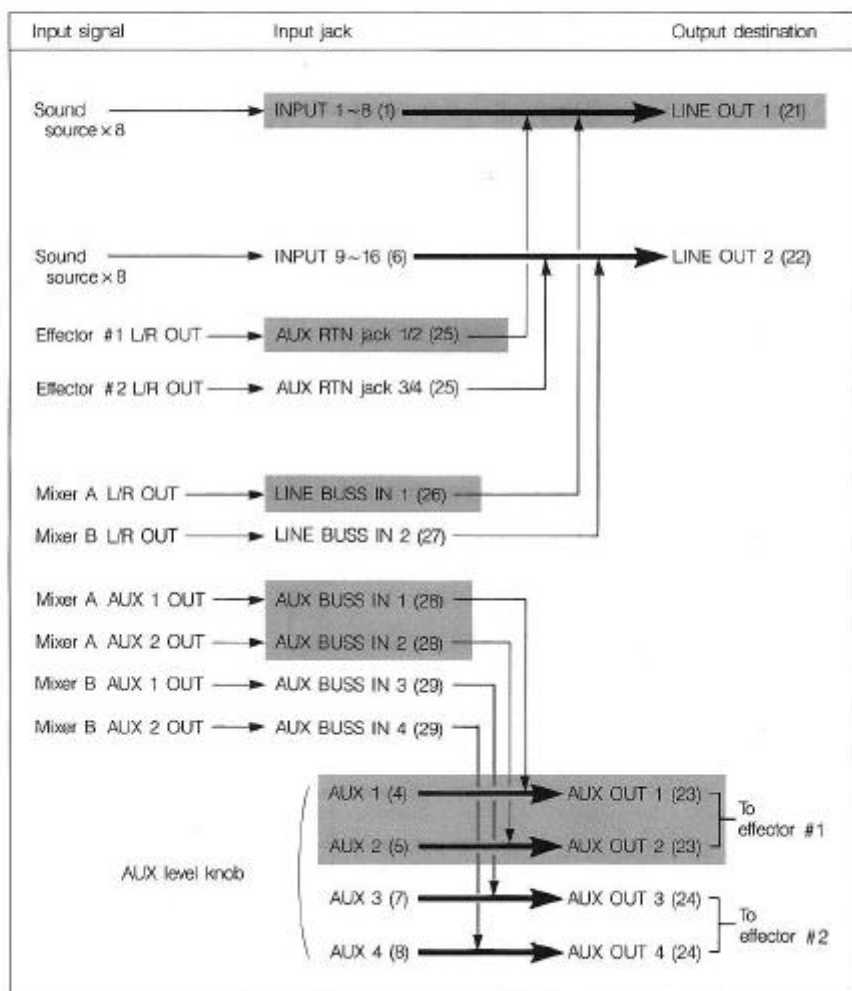 Input signal Input jack Output destination
Sound source × 8 INPUT 1~8 (1) LINE OUT 1 (21)
Sound source × 8 INPUT 9~16 (6) LINE OUT 2 (22)
Effector #1 L/R OUT AUX RTN jack 1/2 (25)
Effector #2 L/R OUT AUX RTN jack 3/4 (25)
Mixer A L/R OUT LINE BUSS IN 1 (26)
Mixer B L/R OUT LINE BUSS IN 2 (27)
Mixer A AUX 1 OUT AUX BUSS IN 1 (28)
Mixer A AUX 2 OUT AUX BUSS IN 2 (28)
Mixer B AUX 1 OUT AUX BUSS IN 3 (29)
Mixer B AUX 2 OUT AUX BUSS IN 4 (29)
AUX 1 (4) AUX OUT 1 (23)
To effector #1
AUX 2 (5) AUX OUT 2 (23)
AUX level knob
AUX 3 (7) AUX OUT 3 (24)
To effector #2
AUX 4 (8) AUX OUT 4 (24)